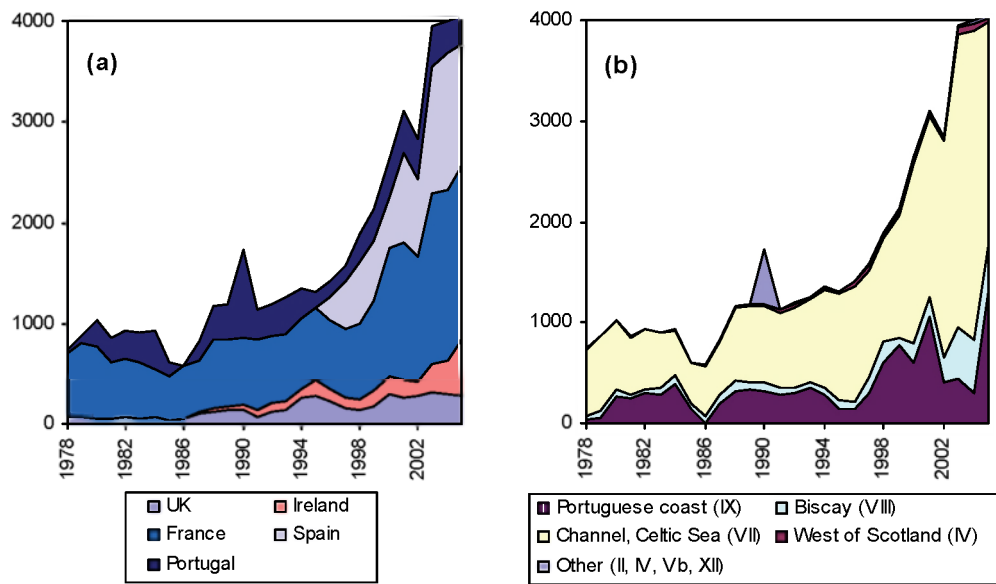 (a)
4000
3000
2000
1000
0
1978
1982
1986
1990
1994
1998
2002
UK
Ireland
France
Spain
Portugal
(b)
4000
3000
2000
1000
0
1978
1982
1986
1990
1994
1998
2002
Portuguese coast (IX)
Biscay (VIII)
Channel, Celtic Sea (VII)
West of Scotland (IV)
Other (II, IV, Vb, XII)